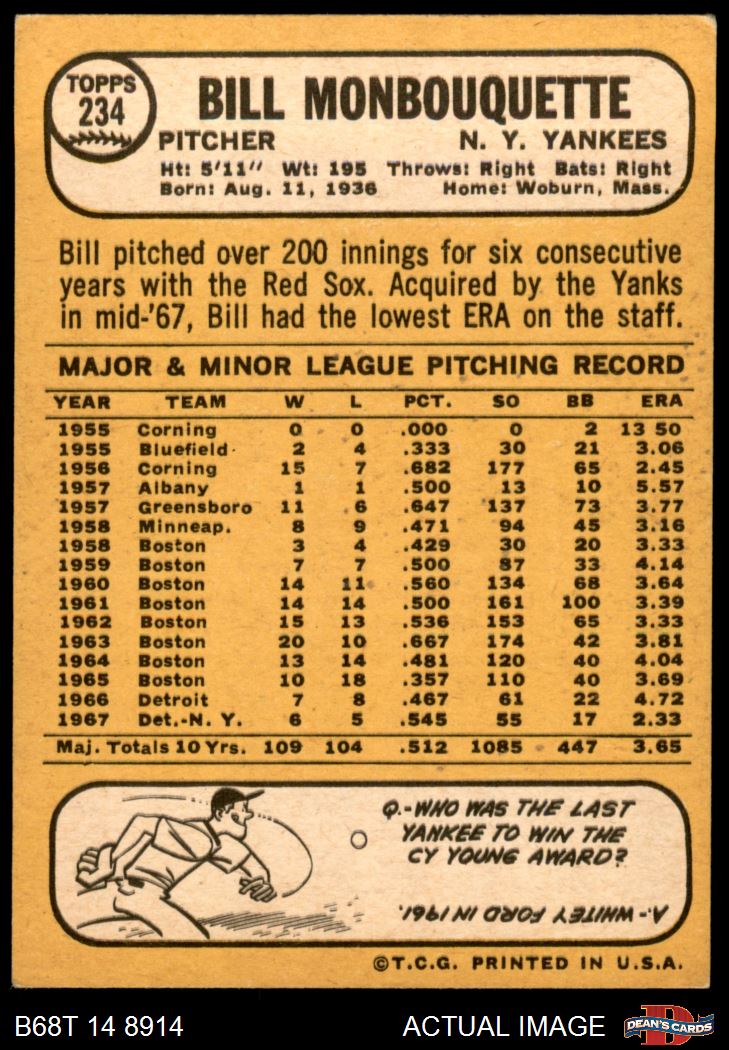 TOPPS
234
BILL MONBOUQUETTE
PITCHER N. Y. YANKEES
Ht: 5'11" Wt: 195 Throws: Right Bats: Right
Born: Aug. 11, 1936 Home: Woburn, Mass.
Bill pitched over 200 innings for six consecutive
years with the Red Sox. Acquired by the Yanks
in mid-'67, Bill had the lowest ERA on the staff.
MAJOR & MINOR LEAGUE PITCHING RECORD
YEAR TEAM W L PCT. SO BB ERA
1955 Corning 0 0 .000 0 2 13 50
1955 Bluefield 2 4 .333 30 21 3.06
1956 Corning 15 7 .682 177 65 2.45
1957 Albany 1 1 .500 13 10 5.57
1957 Greensboro 11 6 .647 137 73 3.77
1958 Minneap. 8 9 .471 94 45 3.16
1958 Boston 3 4 .429 30 20 3.33
1959 Boston 7 7 .500 87 33 4.14
1960 Boston 14 11 .560 134 68 3.64
1961 Boston 14 14 .500 161 100 3.39
1962 Boston 15 13 .536 153 65 3.33
1963 Boston 20 10 .667 174 42 3.81
1964 Boston 13 14 .481 120 40 4.04
1965 Boston 10 18 .357 110 40 3.69
1966 Detroit 7 8 .467 61 22 4.72
1967 Det.-N. Y. 6 5 .545 55 17 2.33
Maj. Totals 10 Yrs. 109 104 .512 1085 447 3.65
Q.-WHO WAS THE LAST
YANKEE TO WIN THE
CY YOUNG AWARD?
A.-WHITEY FORD IN 1961.
©T.C.G. PRINTED IN U.S.A.
B68T 14 8914 ACTUAL IMAGE D DEAN'S CARDS